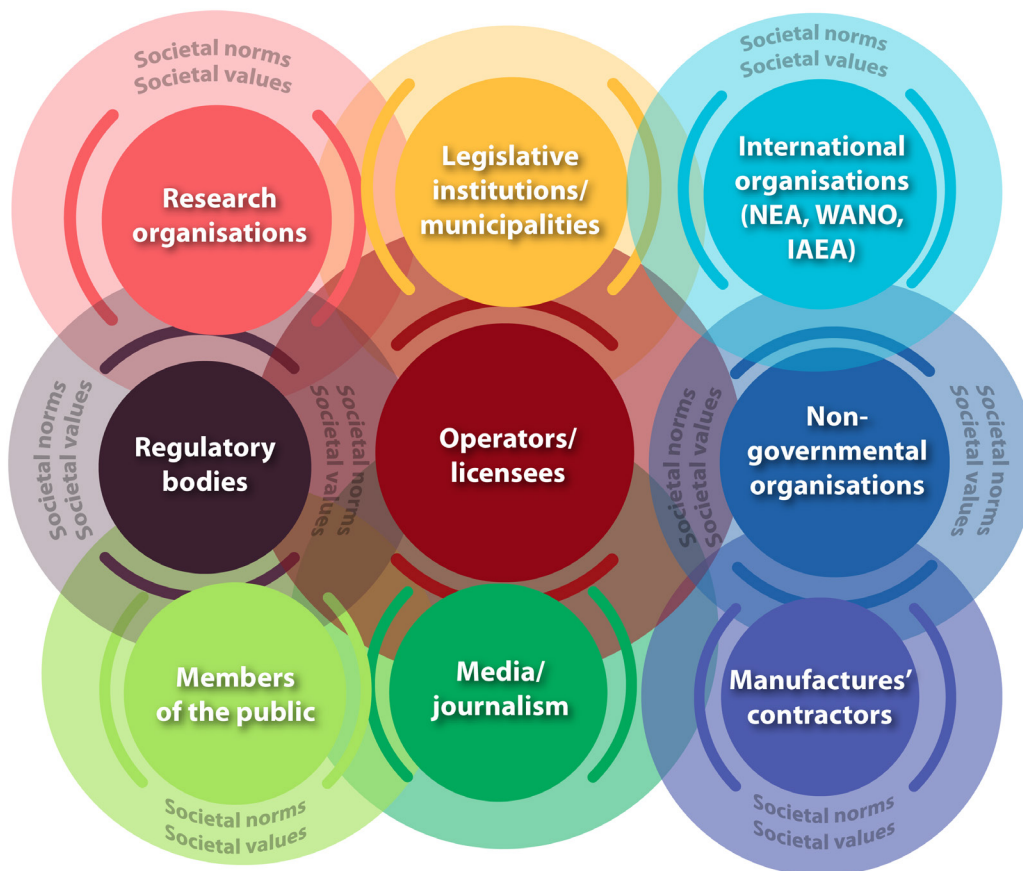 Societal norms
Societal values
Research
organisations
Legislative
institutions/
municipalities
Societal norms
Societal values
International
organisations
(NEA, WANO,
IAEA)
Societal norms
Societal values
Regulatory
bodies
Societal norms
Societal values
Operators/
licensees
Societal norms
Societal values
Non-
governmental
organisations
Societal norms
Societal values
Members
of the public
Societal norms
Societal values
Media/
journalism
Manufactures’
contractors
Societal norms
Societal values